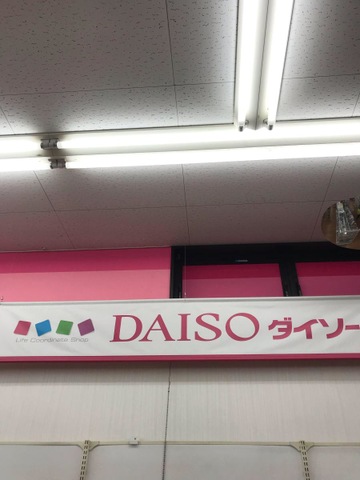 Life Coordinate Shop
DAISO ダイソー